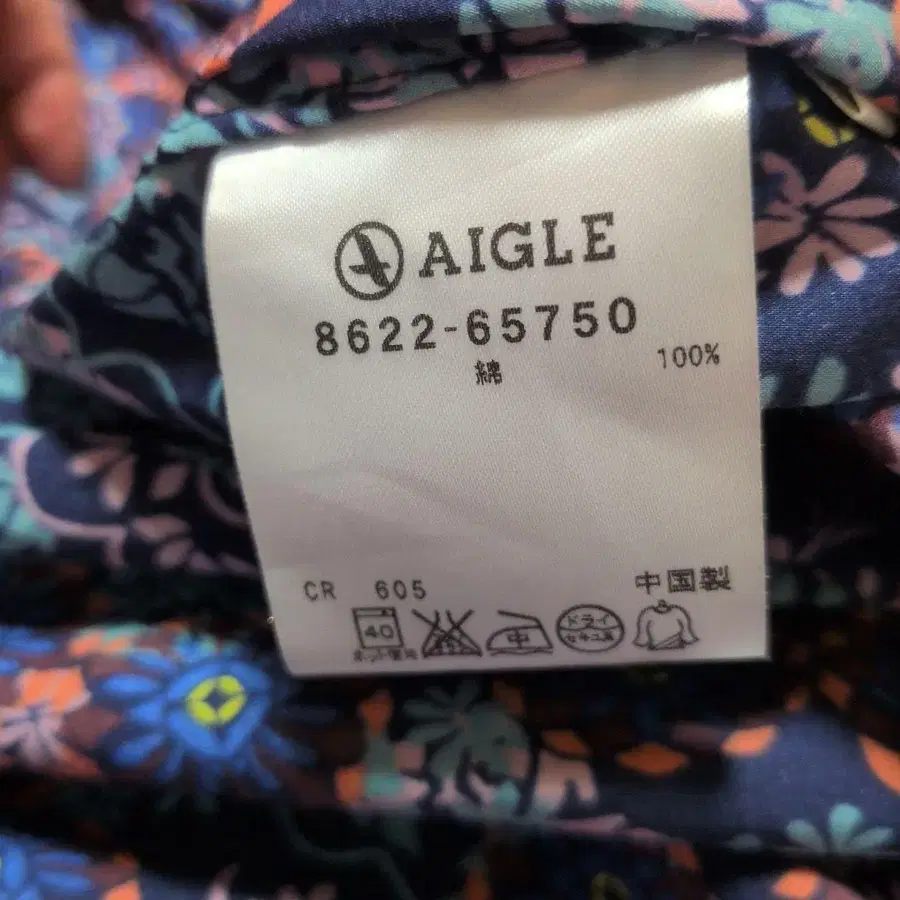 AIGLE
8622-65750
綿 100%
CR 605 中国製
40 中 ドライ
ネット使用 セキユ系